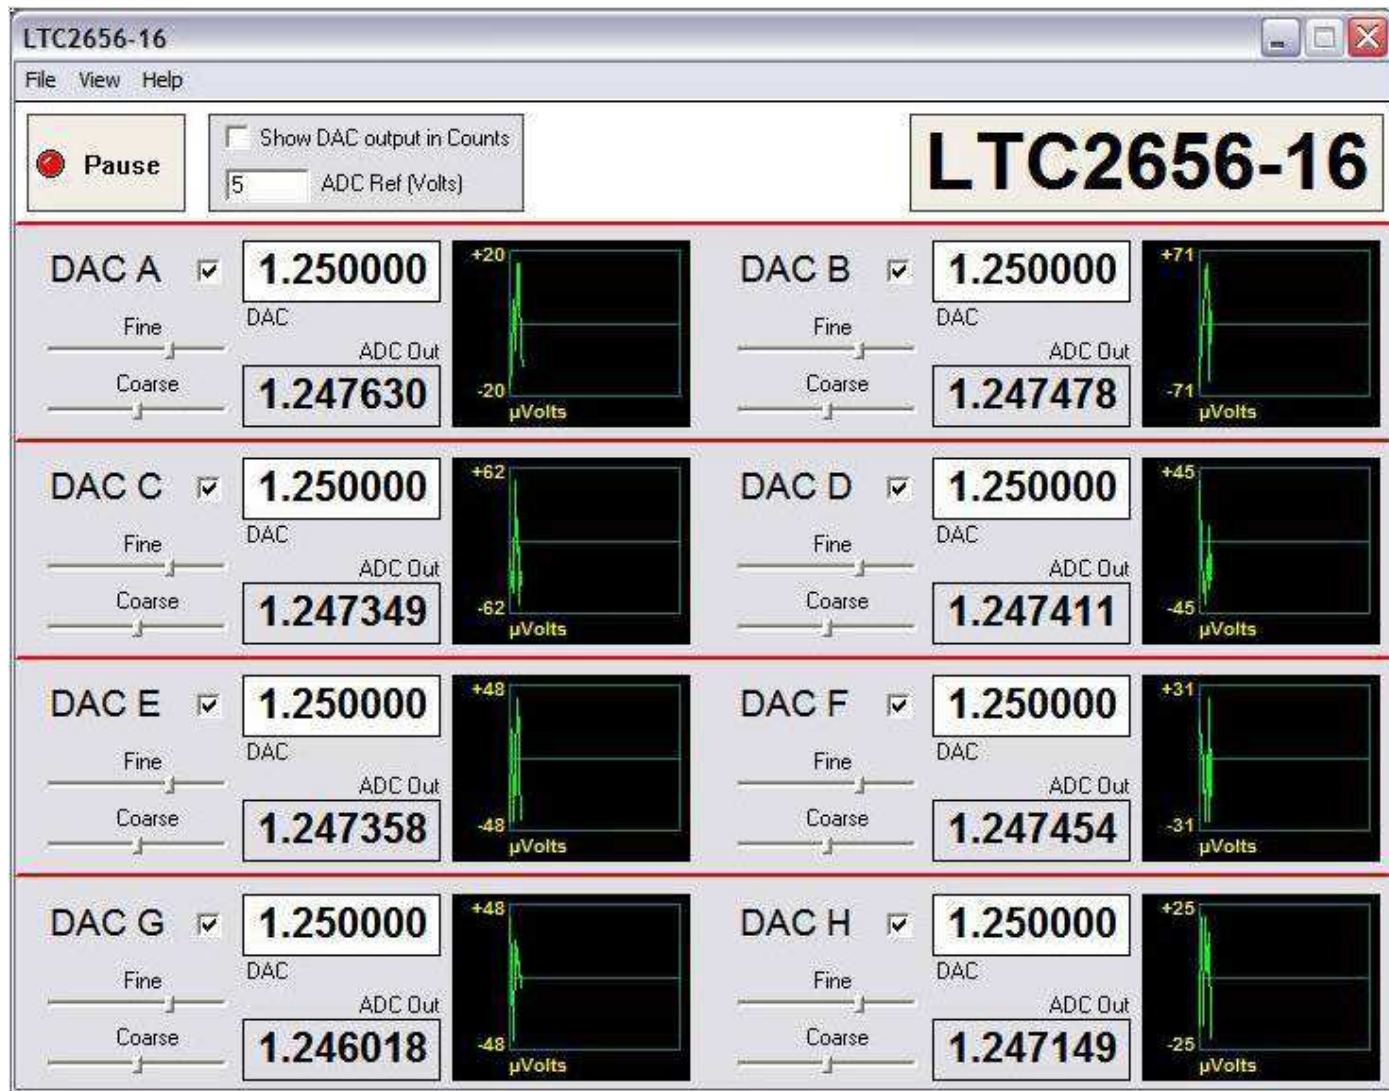 LTC2656-16
File View Help
Pause
Show DAC output in Counts
5 ADC Ref (Volts)
LTC2656-16
DAC A
1.250000
DAC
Fine
ADC Out
Coarse
1.247630
+20
-20
µVolts
DAC B
1.250000
DAC
Fine
ADC Out
Coarse
1.247478
+71
-71
µVolts
DAC C
1.250000
DAC
Fine
ADC Out
Coarse
1.247349
+62
-62
µVolts
DAC D
1.250000
DAC
Fine
ADC Out
Coarse
1.247411
+45
-45
µVolts
DAC E
1.250000
DAC
Fine
ADC Out
Coarse
1.247358
+48
-48
µVolts
DAC F
1.250000
DAC
Fine
ADC Out
Coarse
1.247454
+31
-31
µVolts
DAC G
1.250000
DAC
Fine
ADC Out
Coarse
1.246018
+48
-48
µVolts
DAC H
1.250000
DAC
Fine
ADC Out
Coarse
1.247149
+25
-25
µVolts